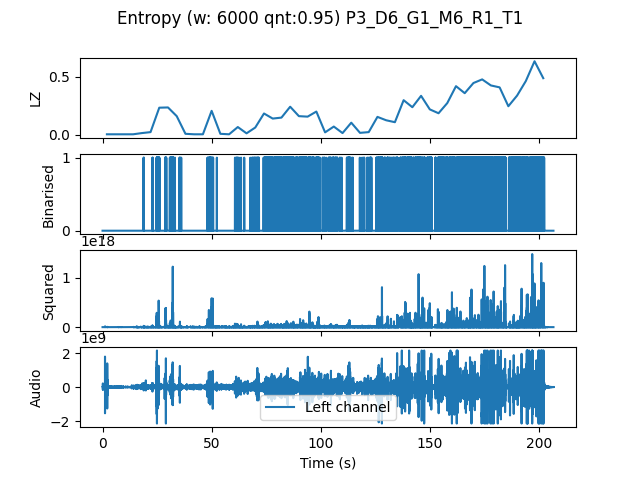 Entropy (w: 6000 qnt:0.95) P3_D6_G1_M6_R1_T1
0.5
LZ
0.0
1
Binarised
0
1e18
1
Squared
0
1e9
2
Audio
0
Left channel
−2
0 50 100 150 200
Time (s)